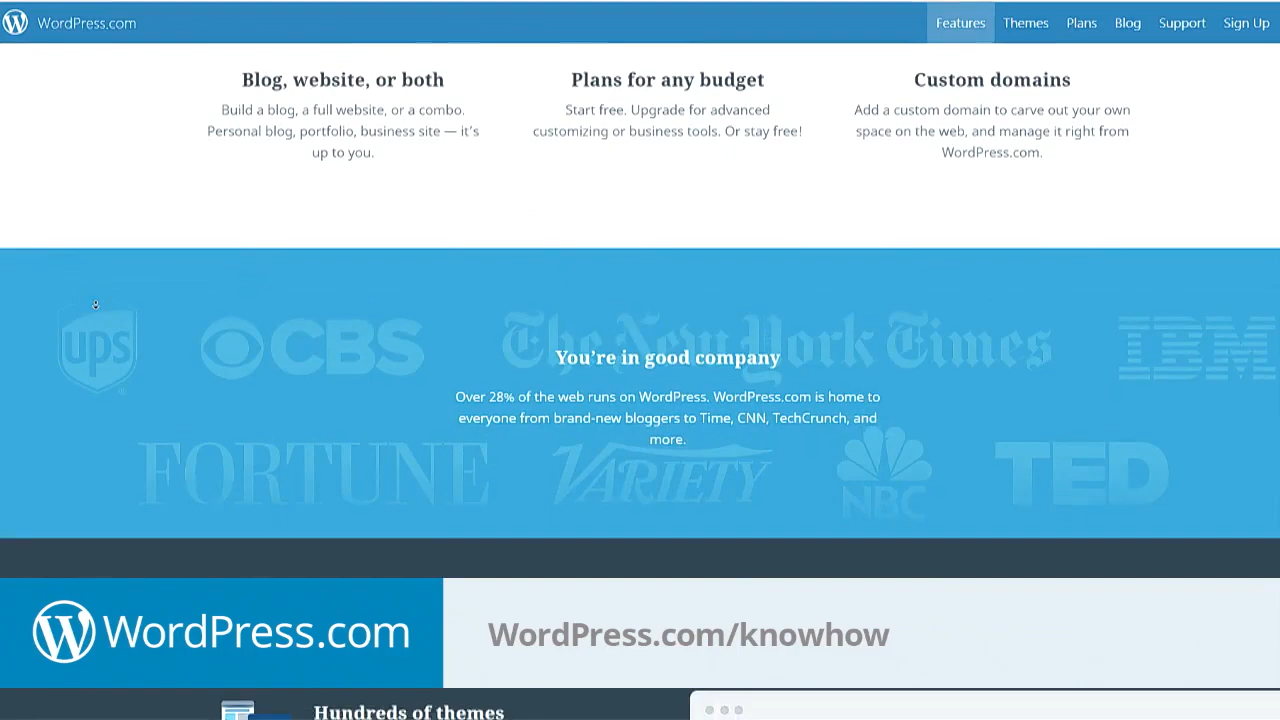 WordPress.com
Features Themes Plans Blog Support Sign Up
Blog, website, or both
Build a blog, a full website, or a combo.
Personal blog, portfolio, business site — it's
up to you.
Plans for any budget
Start free. Upgrade for advanced
customizing or business tools. Or stay free!
Custom domains
Add a custom domain to carve out your own
space on the web, and manage it right from
WordPress.com.
ups CBS The New York Times IBM
You're in good company
Over 28% of the web runs on WordPress. WordPress.com is home to
everyone from brand-new bloggers to Time, CNN, TechCrunch, and
more.
FORTUNE VARIETY NBC TED
WordPress.com
WordPress.com/knowhow
Hundreds of themes